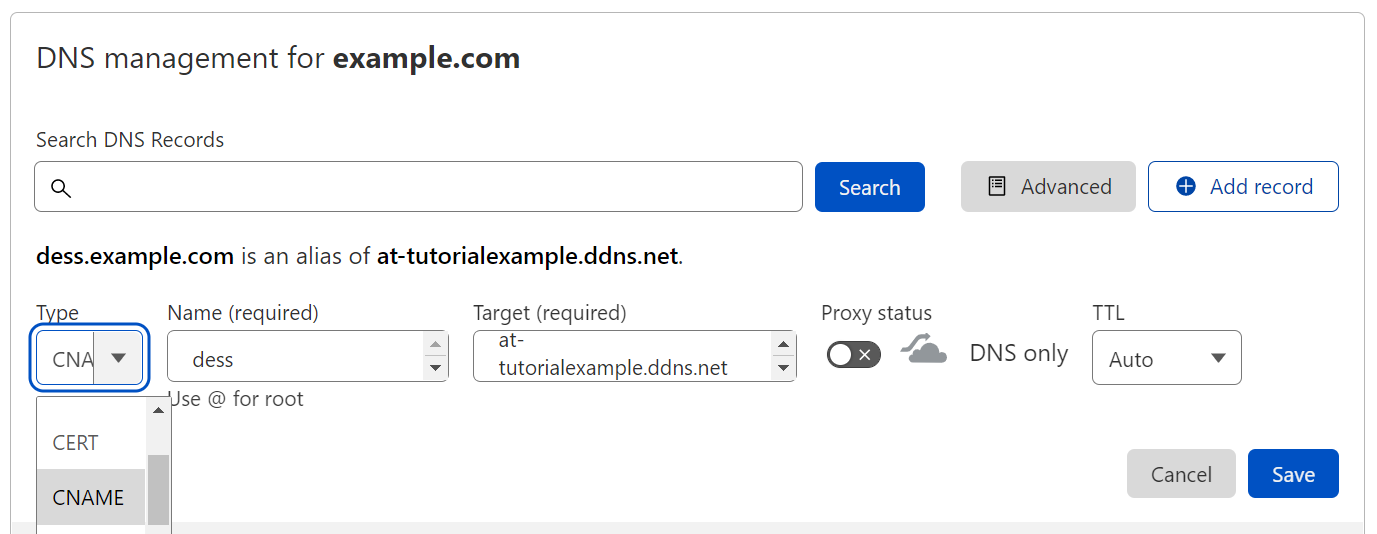 DNS management for example.com
Search DNS Records
Search
Advanced
Add record
dess.example.com is an alias of at-tutorialexample.ddns.net.
Type
Name (required)
Target (required)
Proxy status
TTL
CNA
dess
at-
tutorialexample.ddns.net
DNS only
Auto
Use @ for root
CERT
CNAME
Cancel
Save